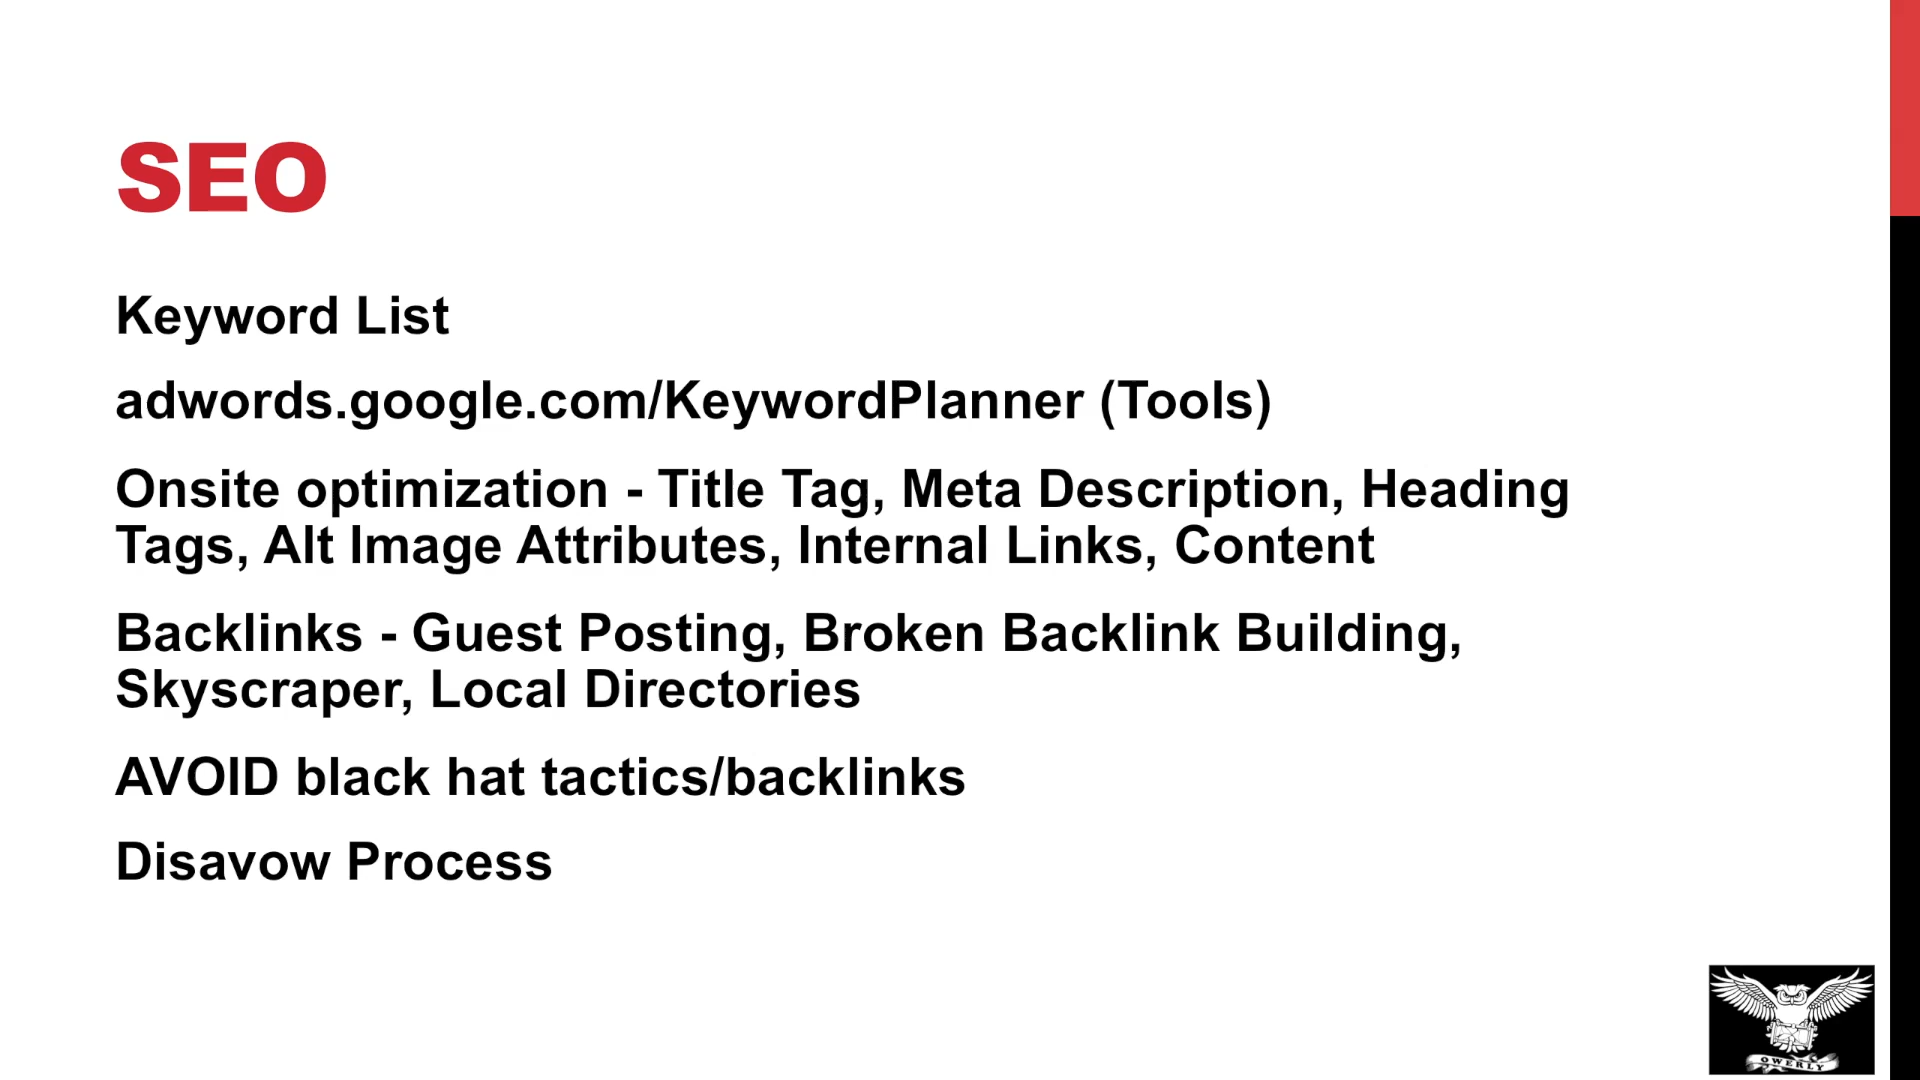 SEO
Keyword List
adwords.google.com/KeywordPlanner (Tools)
Onsite optimization - Title Tag, Meta Description, Heading
Tags, Alt Image Attributes, Internal Links, Content
Backlinks - Guest Posting, Broken Backlink Building,
Skyscraper, Local Directories
AVOID black hat tactics/backlinks
Disavow Process
OWERLY